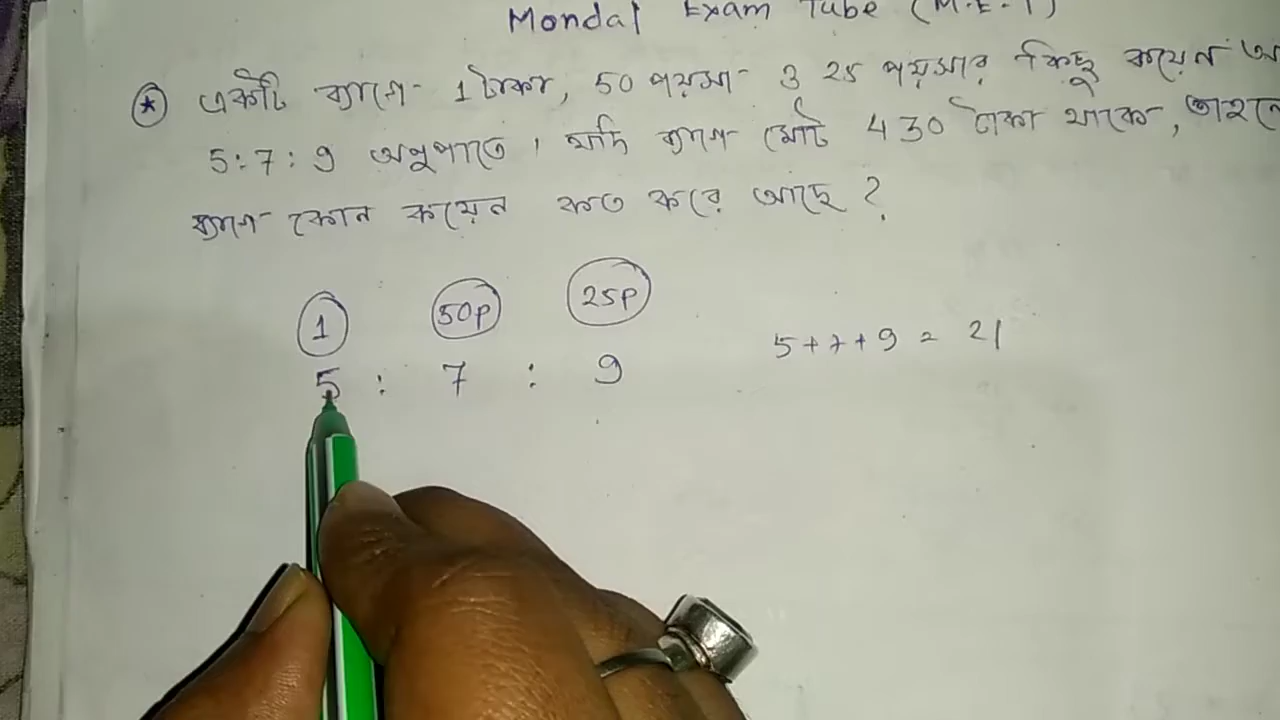 Mondal Exam Tube (M.E.T)
একটি ব্যাগে 1 টাকা, 50 পয়সা ও 25 পয়সার কিছু কয়েন
5:7:9 অনুপাতে । যদি ব্যাগে মোট 430 টাকা থাকে, তাহলে
ব্যাগে কোন কয়েন কত করে আছে ?
1 50p 25p
5 : 7 : 9 5+7+9 = 21